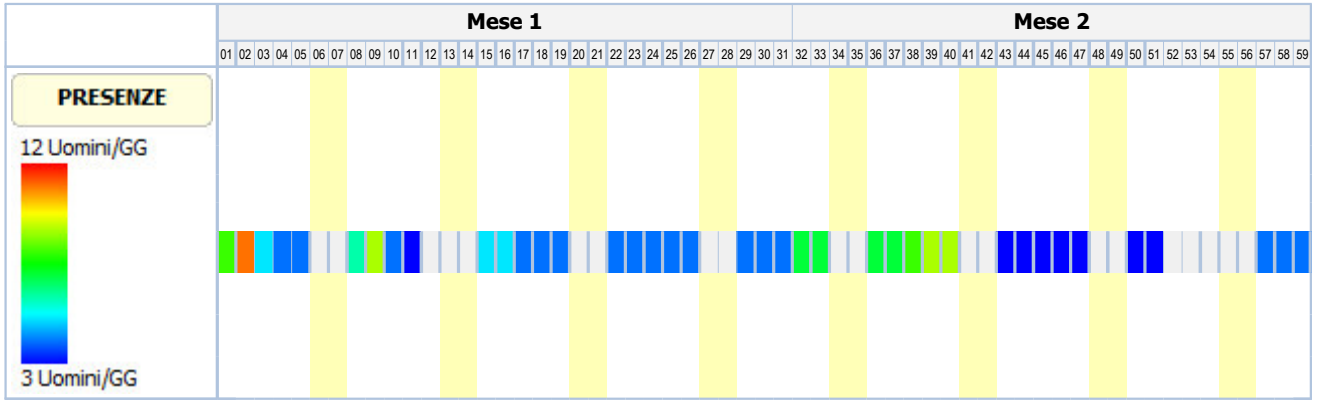 Mese 1 Mese 2
01 02 03 04 05 06 07 08 09 10 11 12 13 14 15 16 17 18 19 20 21 22 23 24 25 26 27 28 29 30 31 32 33 34 35 36 37 38 39 40 41 42 43 44 45 46 47 48 49 50 51 52 53 54 55 56 57 58 59
PRESENZE
12 Uomini/GG
3 Uomini/GG